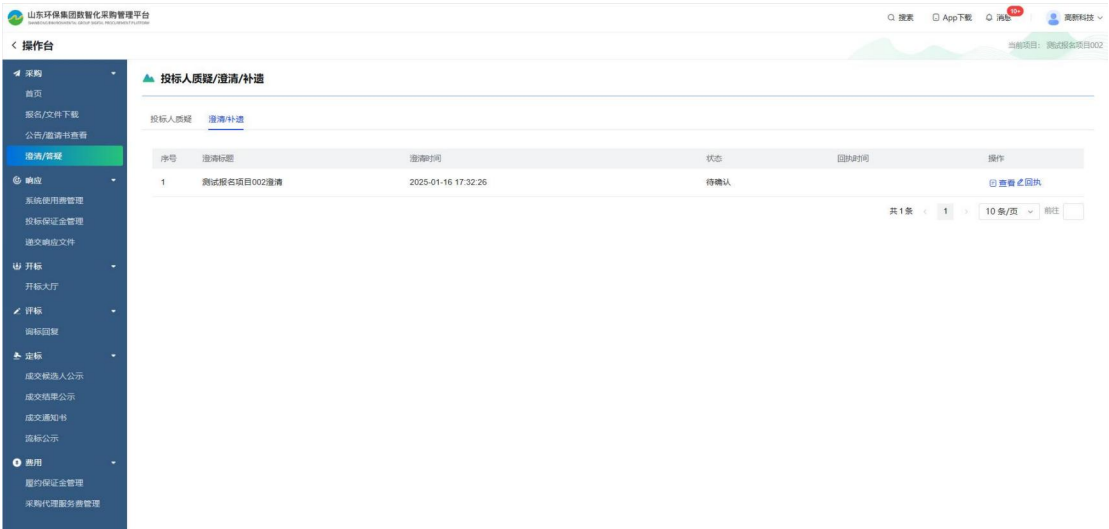 山东环保集团数智化采购管理平台
搜索 App下载 消息 10+ 高新科技
操作台
当前项目： 测试报名项目002
采购
首页
报名/文件下载
公告/邀请书查看
澄清/答疑
响应
系统使用费管理
投标保证金管理
递交响应文件
开标
开标大厅
评标
询标回复
定标
成交候选人公示
成交结果公示
成交通知书
流标公示
费用
履约保证金管理
采购代理服务费管理
投标人质疑/澄清/补遗
投标人质疑 澄清/补遗
序号 澄清标题 澄清时间 状态 回执时间 操作
1 测试报名项目002澄清 2025-01-16 17:32:26 待确认 查看 回执
共1条 1 10条/页 前往